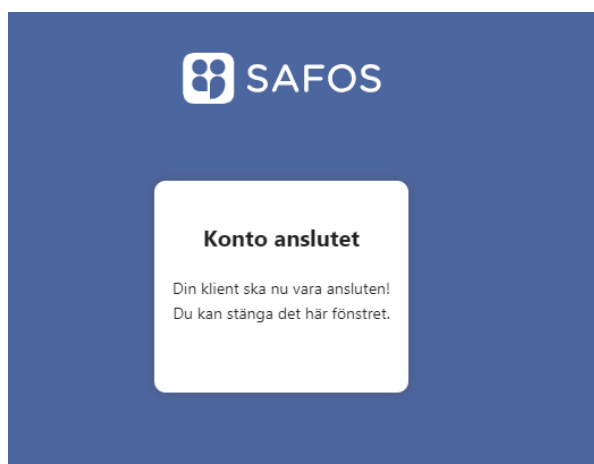 SAFOS
Konto anslutet
Din klient ska nu vara ansluten!
Du kan stänga det här fönstret.